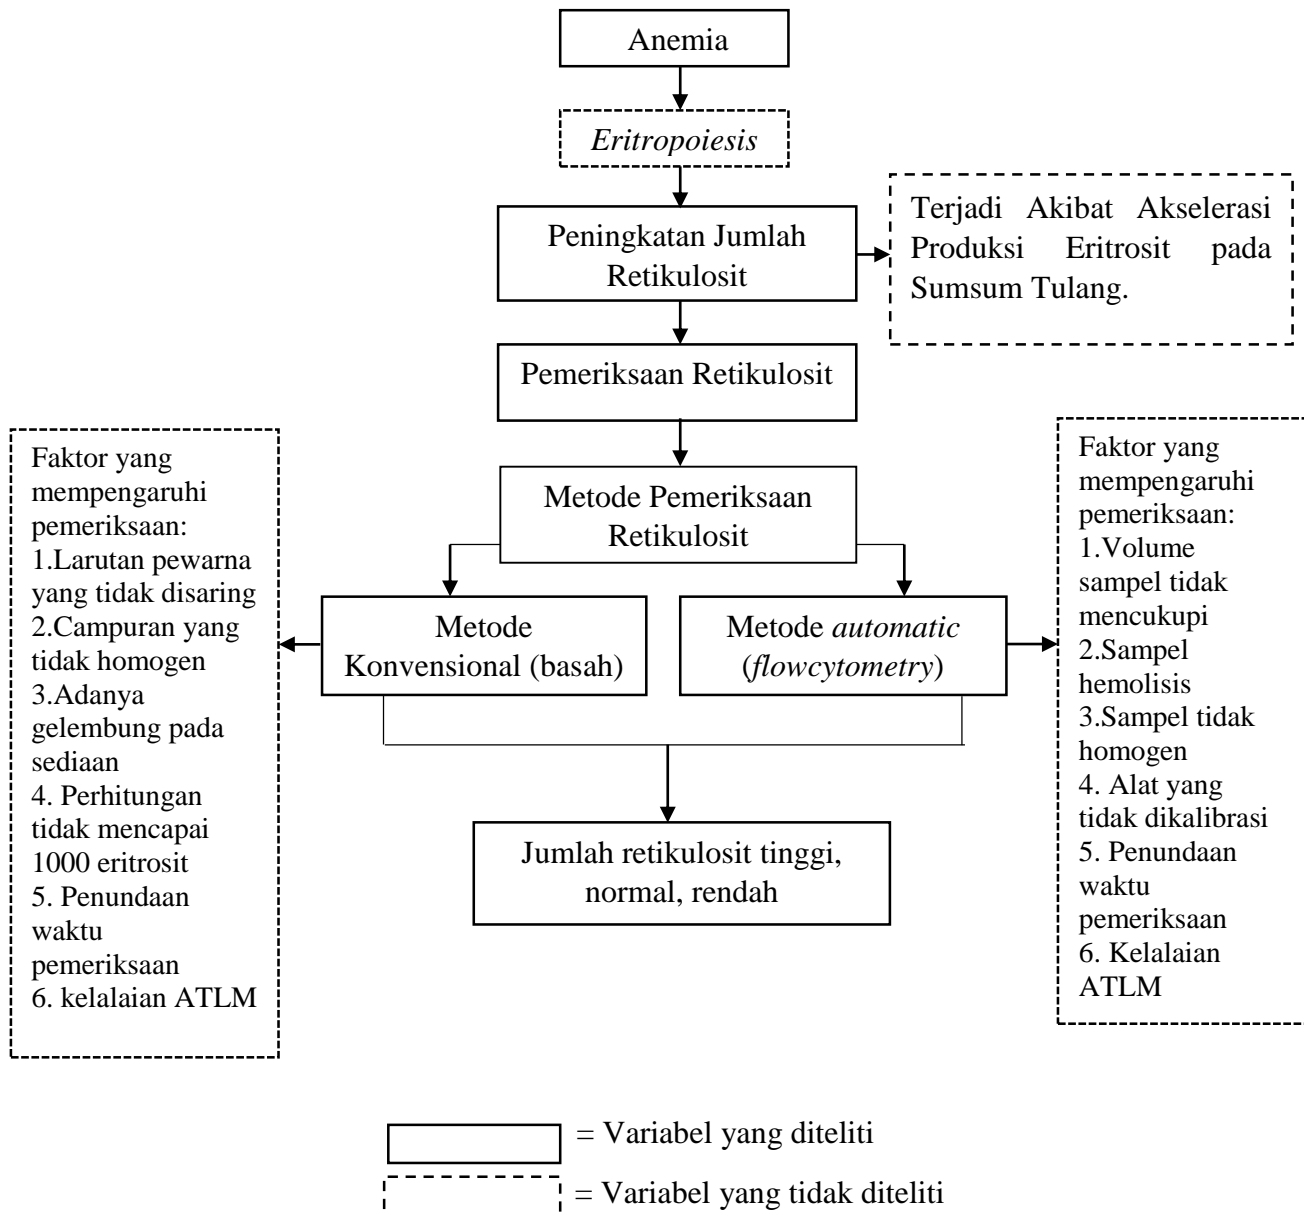 Anemia
Eritropoiesis
Peningkatan Jumlah
Retikulosit
Terjadi Akibat Akselerasi
Produksi Eritrosit pada
Sumsum Tulang.
Pemeriksaan Retikulosit
Metode Pemeriksaan
Retikulosit
Faktor yang
mempengaruhi
pemeriksaan:
1.Larutan pewarna
yang tidak disaring
2.Campuran yang
tidak homogen
3.Adanya
gelembung pada
sediaan
4. Perhitungan
tidak mencapai
1000 eritrosit
5. Penundaan
waktu
pemeriksaan
6. kelalaian ATLM
Metode
Konvensional (basah)
Metode automatic
(flowcytometry)
Faktor yang
mempengaruhi
pemeriksaan:
1.Volume
sampel tidak
mencukupi
2.Sampel
hemolisis
3.Sampel tidak
homogen
4. Alat yang
tidak dikalibrasi
5. Penundaan
waktu
pemeriksaan
6. Kelalaian
ATLM
Jumlah retikulosit tinggi,
normal, rendah
= Variabel yang diteliti
= Variabel yang tidak diteliti